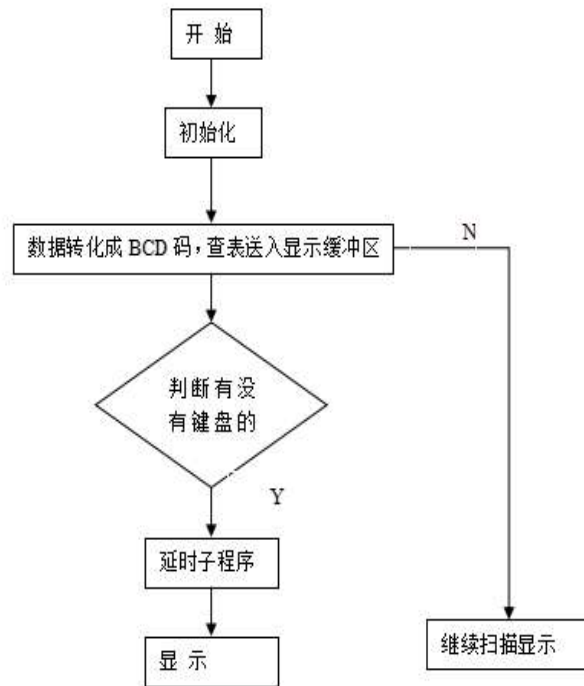 开 始
初始化
数据转化成 BCD 码，查表送入显示缓冲区
N
判断有没
有键盘的
Y
延时子程序
显 示
继续扫描显示